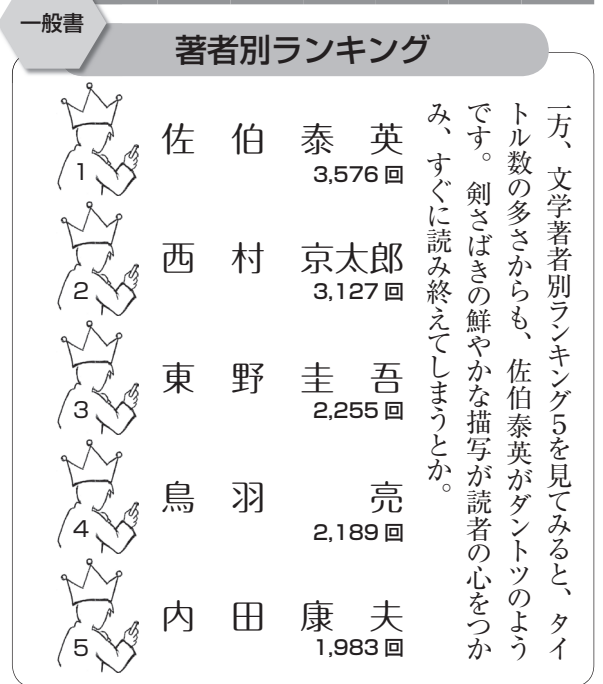 一般書
著者別ランキング
一方、文学著者別ランキング5を見てみると、タイ
トル数の多さからも、佐伯泰英がダントツのよう
です。剣さばきの鮮やかな描写が読者の心をつか
み、すぐに読み終えてしまうとか。
1 佐伯泰英
3,576回
2 西村京太郎
3,127回
3 東野圭吾
2,255回
4 鳥羽亮
2,189回
5 内田康夫
1,983回